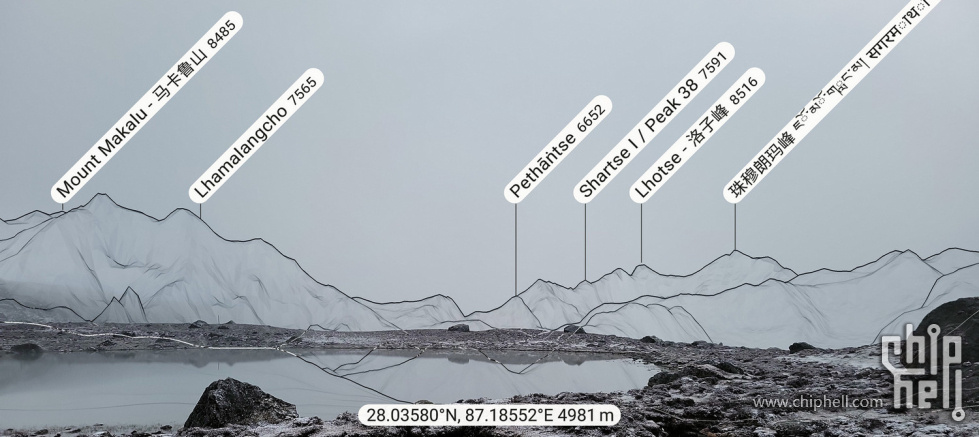 Mount Makalu - 马卡鲁山 8485
Lhamalangcho 7565
Pethāṅtse 6652
Shartse I / Peak 38 7591
Lhotse - 洛子峰 8516
珠穆朗玛峰
28.03580°N, 87.18552°E 4981 m
www.chiphell.com
chip hell